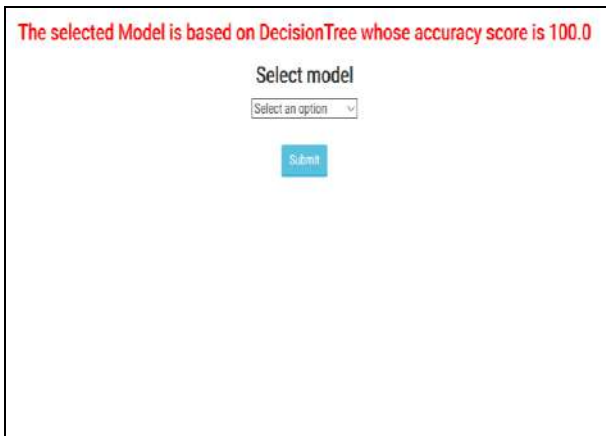 The selected Model is based on DecisionTree whose accuracy score is 100.0
Select model
Select an option
Submit